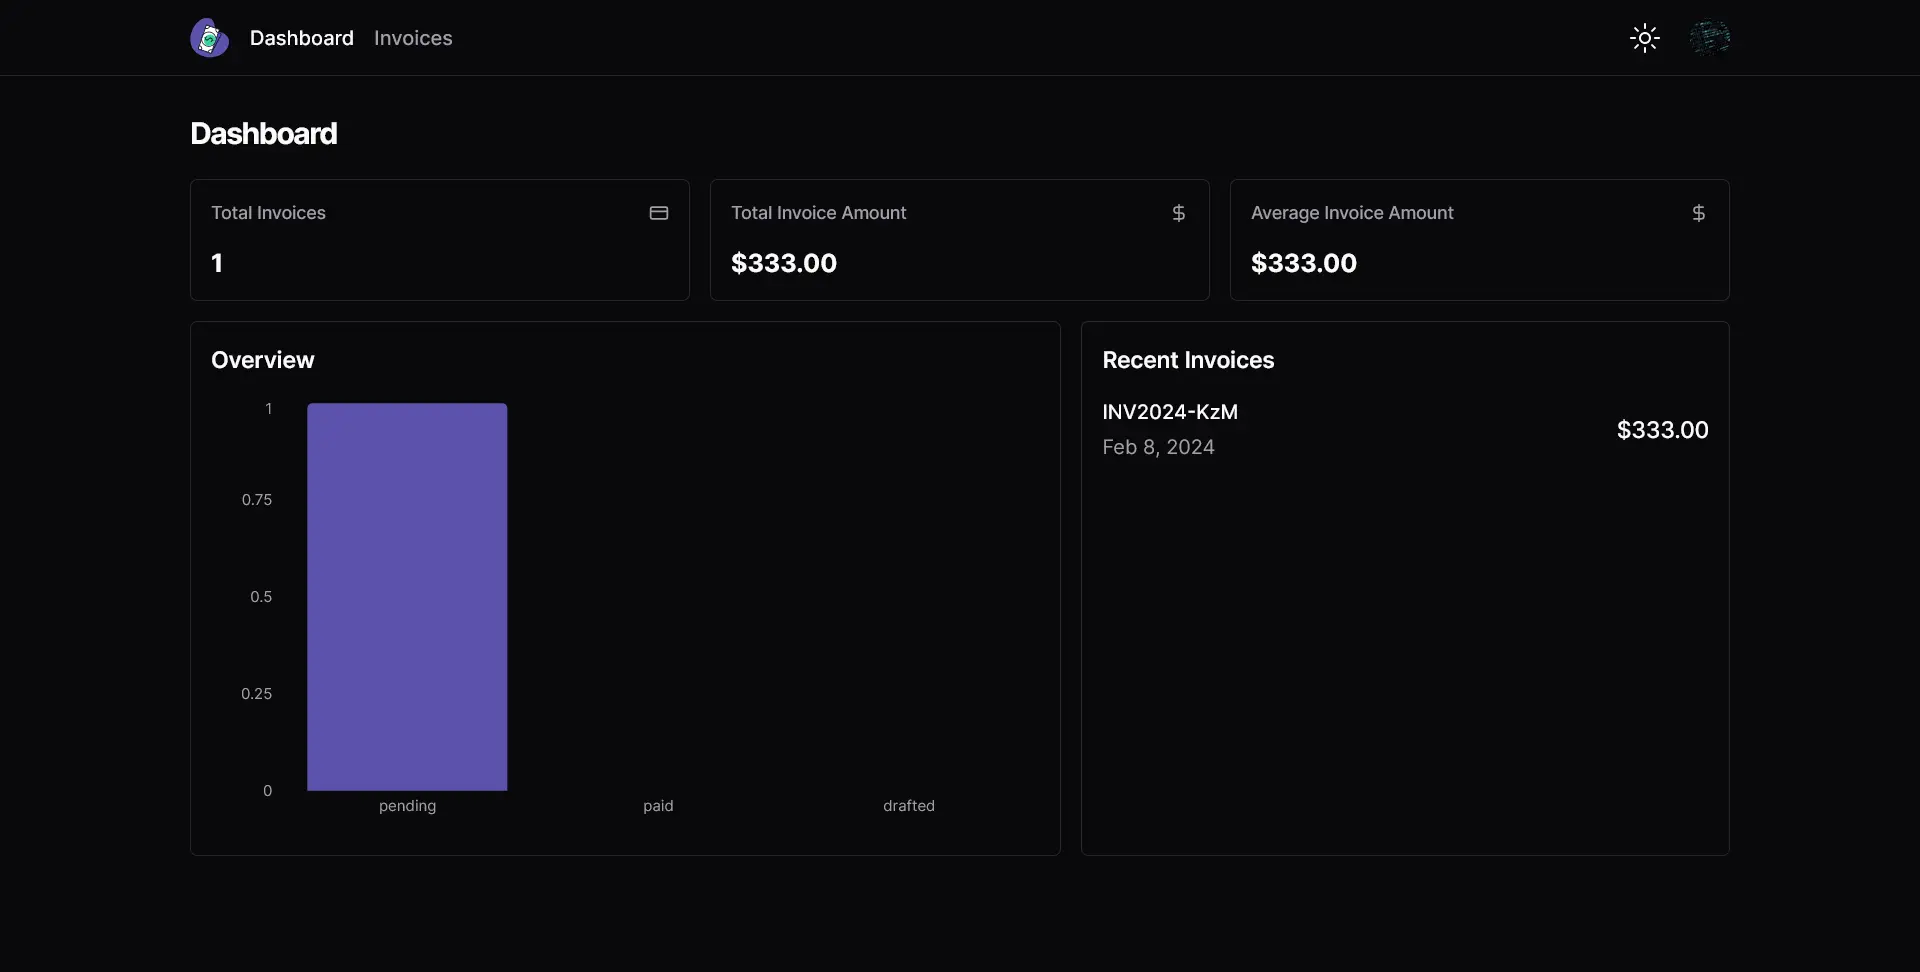 Dashboard
Invoices
Dashboard
Total Invoices
1
Total Invoice Amount
$
$333.00
Average Invoice Amount
$
$333.00
Overview
1
0.75
0.5
0.25
0
pending
paid
drafted
Recent Invoices
INV2024-KzM
Feb 8, 2024
$333.00